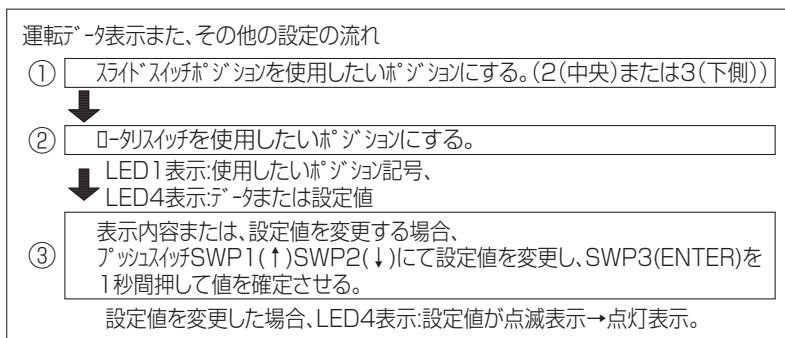 運転ﾃﾞｰﾀ表示また、その他の設定の流れ
① ｽﾗｲﾄﾞｽｲｯﾁﾎﾟｼﾞｼｮﾝを使用したいﾎﾟｼﾞｼｮﾝにする。(2(中央)または3(下側))
② ﾛｰﾀﾘｽｲｯﾁを使用したいﾎﾟｼﾞｼｮﾝにする。
LED1表示:使用したいﾎﾟｼﾞｼｮﾝ記号、
LED4表示:ﾃﾞｰﾀまたは設定値
③ 表示内容または、設定値を変更する場合、
ﾌﾟｯｼｭｽｲｯﾁSWP1(↑)SWP2(↓)にて設定値を変更し、SWP3(ENTER)を
1秒間押して値を確定させる。
設定値を変更した場合、LED4表示:設定値が点滅表示→点灯表示。